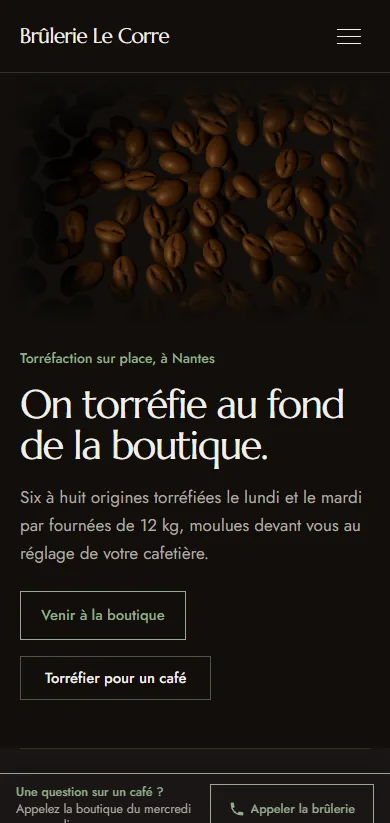 Brûlerie Le Corre
Torréfaction sur place, à Nantes
On torréfie au fond
de la boutique.
Six à huit origines torréfiées le lundi et le mardi
par fournées de 12 kg, moulues devant vous au
réglage de votre cafetière.
Venir à la boutique
Torréfier pour un café
Une question sur un café ?
Appelez la boutique du mercredi
Appeler la brûlerie